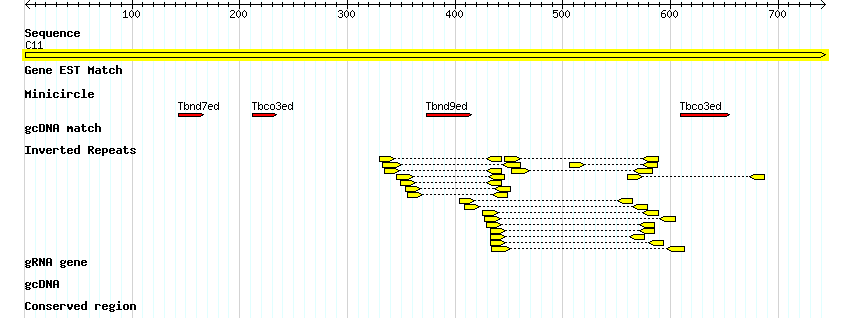 100 200 300 400 500 600 700
Sequence
C11
Gene EST Match
Minicircle
Tbnd7ed Tbco3ed Tbnd9ed Tbco3ed
gcDNA match
Inverted Repeats
gRNA gene
gcDNA
Conserved region